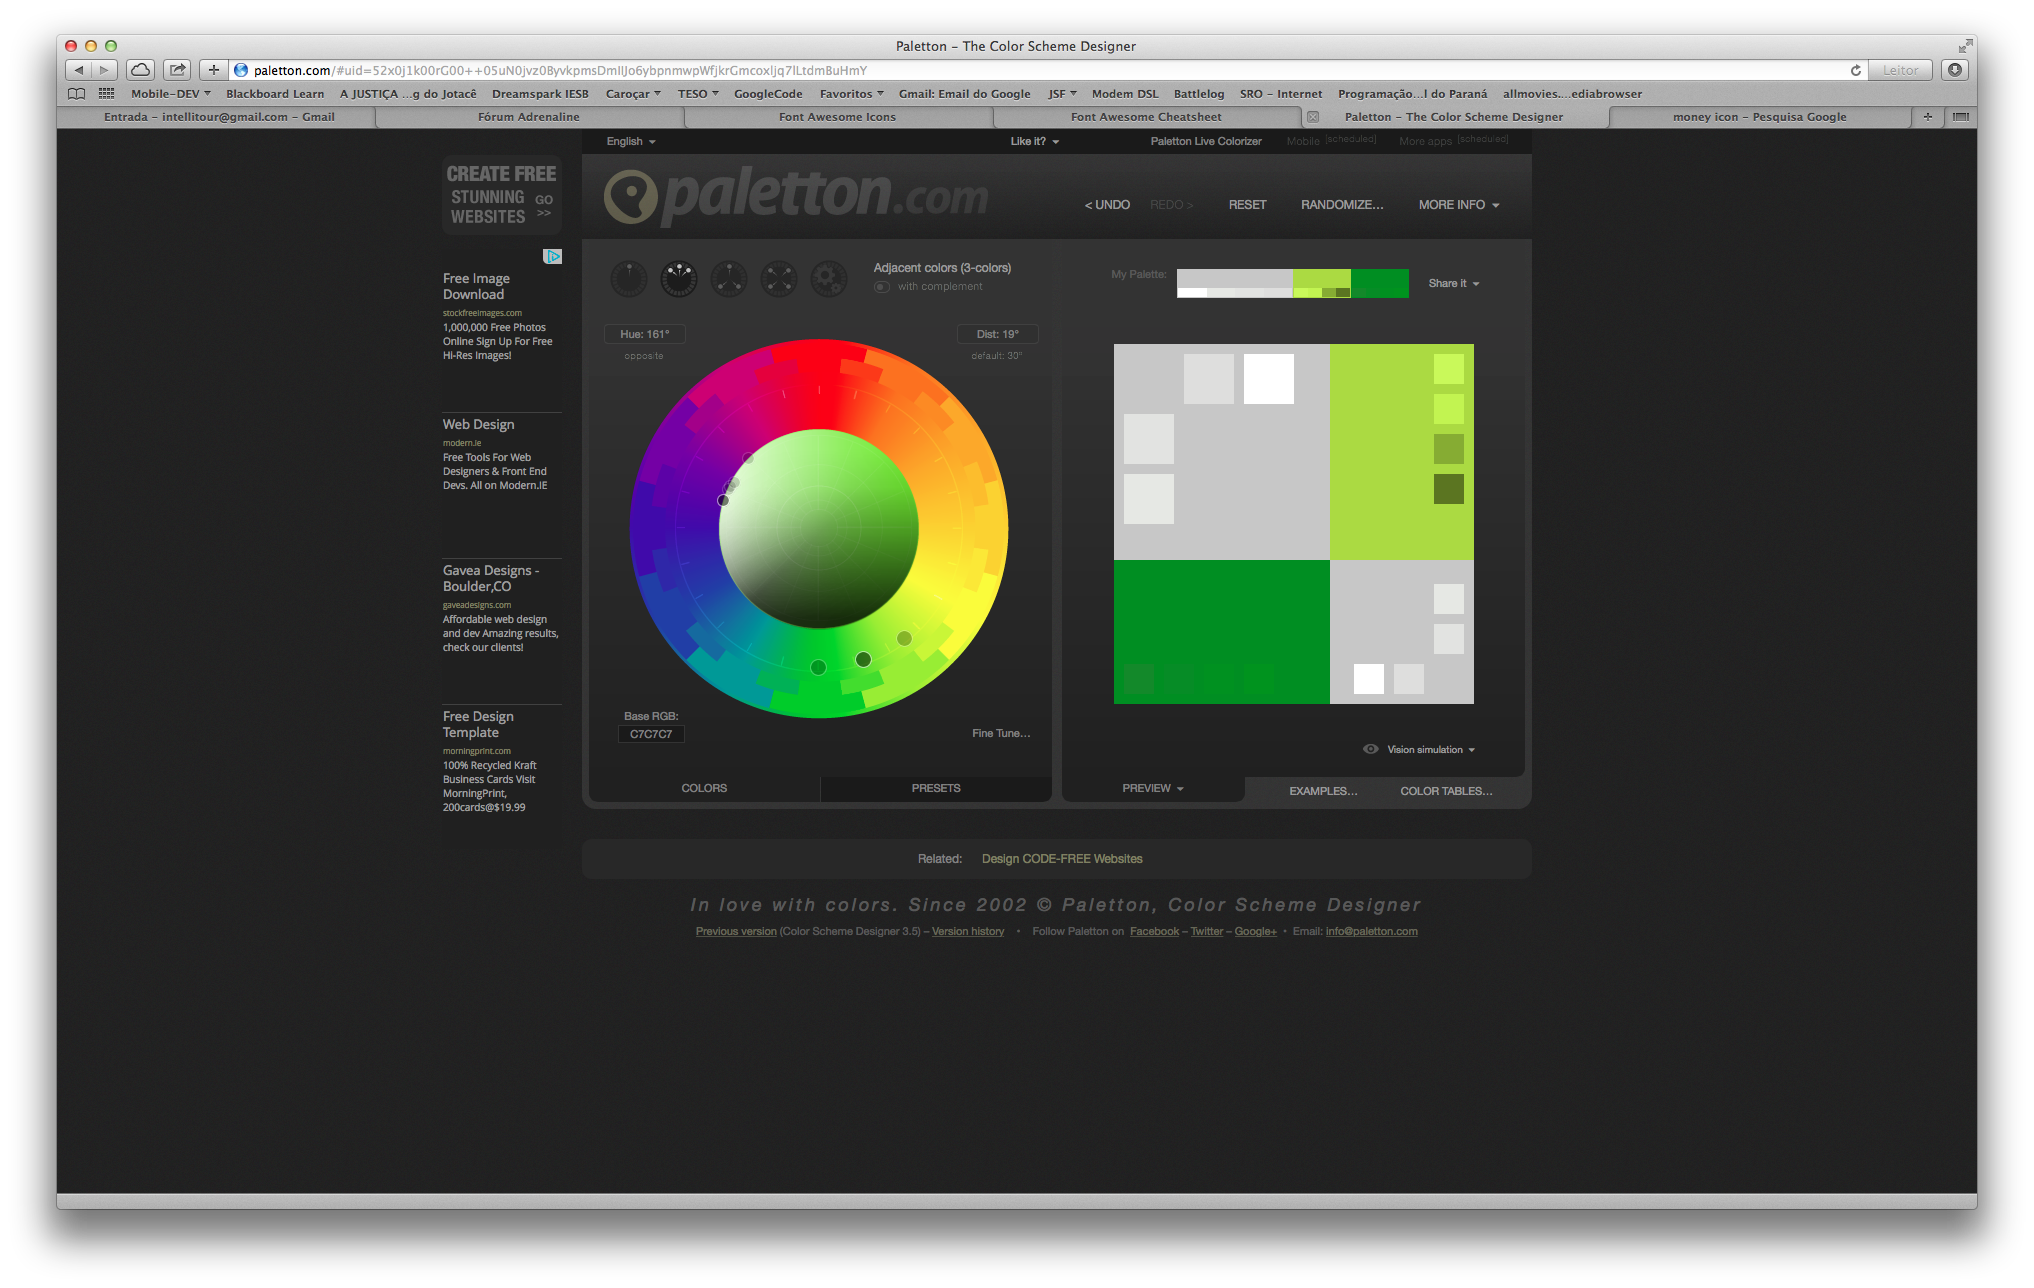 Paletton – The Color Scheme Designer
paletton.com/#uid=52x0j1k00rG00++05uN0jvz0ByvkpmsDmIIJo6ybpnmwpWfjkrGmcoxIjq7ILtdmBuHmY
Leitor
Mobile-DEV Blackboard Learn A JUSTIÇA ...g do Jotacê Dreamspark IESB Caroçar TESO GoogleCode Favoritos Gmail: Email do Google JSF Modem DSL Battlelog SRO – Internet Programação...l do Paraná allmovies....ediabrowser
Entrada – intellitour@gmail.com – Gmail Fórum Adrenaline Font Awesome Icons Font Awesome Cheatsheet Paletton – The Color Scheme Designer money icon – Pesquisa Google
English Like it? Paletton Live Colorizer Mobile [scheduled] More apps [scheduled]
CREATE FREE
STUNNING
WEBSITES
GO
>>
paletton.com
< UNDO REDO > RESET RANDOMIZE... MORE INFO
Free Image
Download
stockfreeimages.com
1,000,000 Free Photos
Online Sign Up For Free
Hi-Res Images!
Web Design
modern.ie
Free Tools For Web
Designers & Front End
Devs. All on Modern.IE
Gavea Designs -
Boulder,CO
gaveadesigns.com
Affordable web design
and dev Amazing results,
check our clients!
Free Design
Template
morningprint.com
100% Recycled Kraft
Business Cards Visit
MorningPrint,
200cards@$19.99
Adjacent colors (3-colors)
with complement
Hue: 161°
opposite
Dist: 19°
default: 30°
Base RGB:
C7C7C7
Fine Tune...
COLORS PRESETS
My Palette:
Share it
Vision simulation
PREVIEW EXAMPLES... COLOR TABLES...
Related: Design CODE-FREE Websites
In love with colors. Since 2002 © Paletton, Color Scheme Designer
Previous version (Color Scheme Designer 3.5) – Version history • Follow Paletton on Facebook – Twitter – Google+ • Email: info@paletton.com